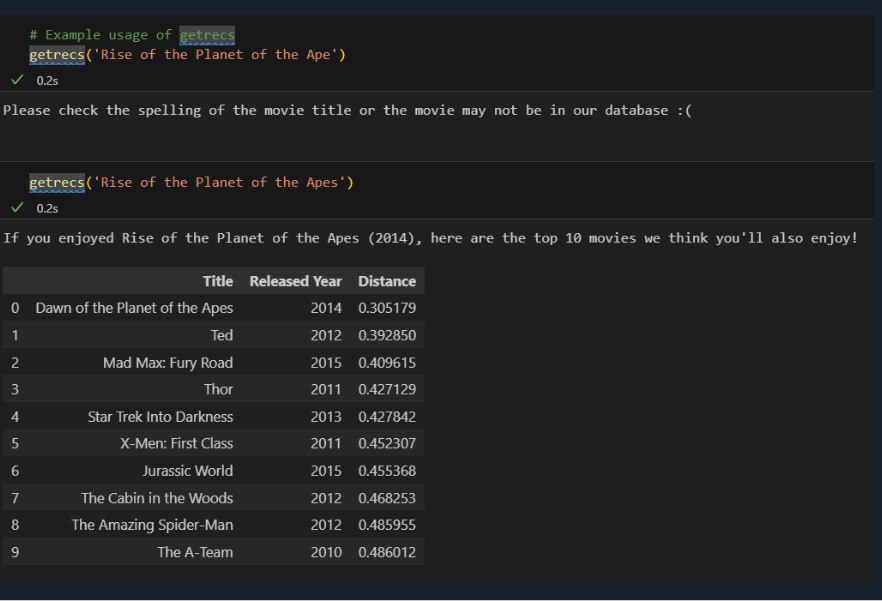 # Example usage of getrecs
getrecs('Rise of the Planet of the Ape')
✓ 0.2s
Please check the spelling of the movie title or the movie may not be in our database :(
getrecs('Rise of the Planet of the Apes')
✓ 0.2s
If you enjoyed Rise of the Planet of the Apes (2014), here are the top 10 movies we think you'll also enjoy!
Title Released Year Distance
0 Dawn of the Planet of the Apes 2014 0.305179
1 Ted 2012 0.392850
2 Mad Max: Fury Road 2015 0.409615
3 Thor 2011 0.427129
4 Star Trek Into Darkness 2013 0.427842
5 X-Men: First Class 2011 0.452307
6 Jurassic World 2015 0.455368
7 The Cabin in the Woods 2012 0.468253
8 The Amazing Spider-Man 2012 0.485955
9 The A-Team 2010 0.486012